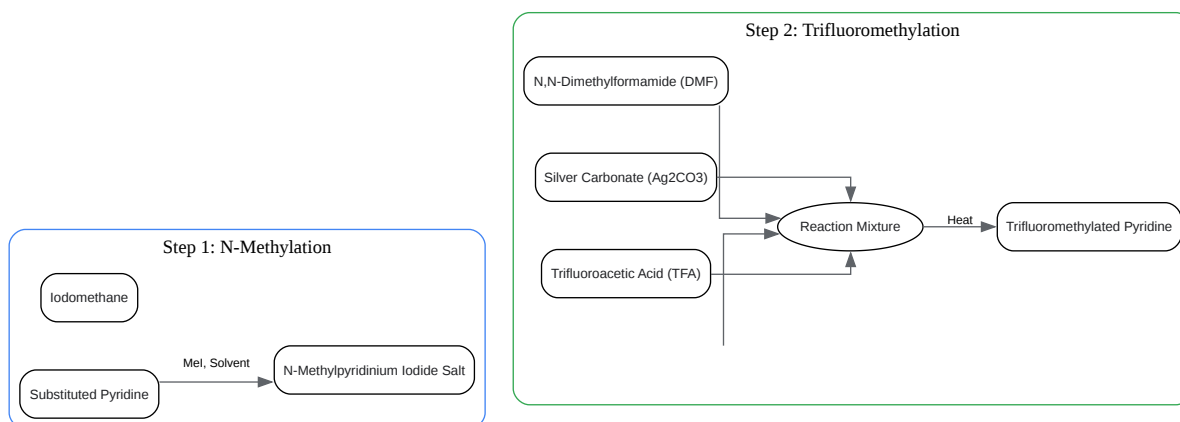 Step 1: N-Methylation
Iodomethane
Substituted Pyridine
MeI, Solvent
N-Methylpyridinium Iodide Salt
Step 2: Trifluoromethylation
N,N-Dimethylformamide (DMF)
Silver Carbonate (Ag2CO3)
Trifluoroacetic Acid (TFA)
Reaction Mixture
Heat
Trifluoromethylated Pyridine